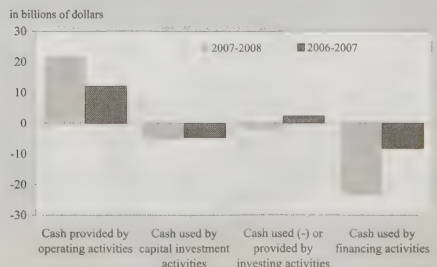 in billions of dollars
30
2007-2008 2006-2007
20
10
0
-10
-20
-30
Cash provided by operating activities
Cash used by capital investment activities
Cash used (-) or provided by investing activities
Cash used by financing activities